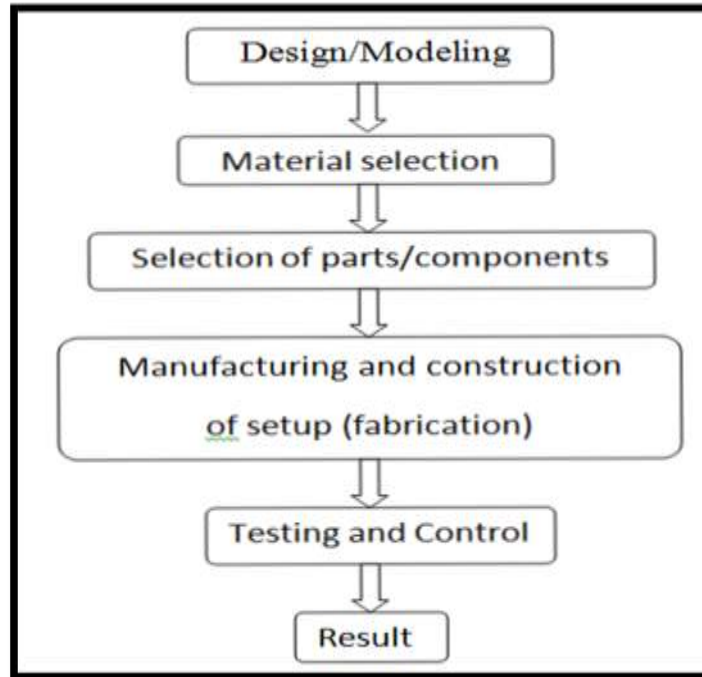 Design/Modeling
Material selection
Selection of parts/components
Manufacturing and construction
of setup (fabrication)
Testing and Control
Result